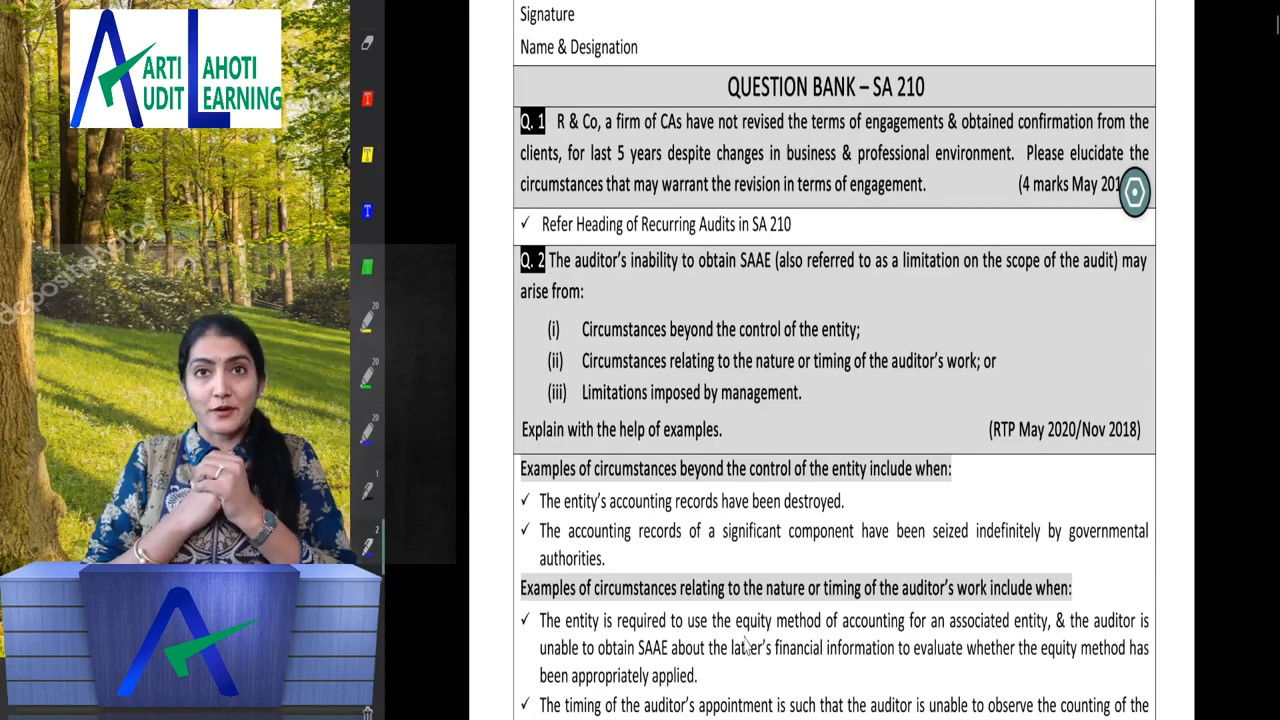 ARTI LAHOTI
AUDIT LEARNING
depositphotos
Signature
Name & Designation
QUESTION BANK – SA 210
Q. 1 R & Co, a firm of CAs have not revised the terms of engagements & obtained confirmation from the
clients, for last 5 years despite changes in business & professional environment. Please elucidate the
circumstances that may warrant the revision in terms of engagement. (4 marks May
✓ Refer Heading of Recurring Audits in SA 210
Q. 2 The auditor's inability to obtain SAAE (also referred to as a limitation on the scope of the audit) may
arise from:
(i) Circumstances beyond the control of the entity;
(ii) Circumstances relating to the nature or timing of the auditor's work; or
(iii) Limitations imposed by management.
Explain with the help of examples. (RTP May 2020/Nov 2018)
Examples of circumstances beyond the control of the entity include when:
✓ The entity's accounting records have been destroyed.
✓ The accounting records of a significant component have been seized indefinitely by governmental
authorities.
Examples of circumstances relating to the nature or timing of the auditor's work include when:
✓ The entity is required to use the equity method of accounting for an associated entity, & the auditor is
unable to obtain SAAE about the latter's financial information to evaluate whether the equity method has
been appropriately applied.
✓ The timing of the auditor's appointment is such that the auditor is unable to observe the counting of the
T
T
T
T
20
20
20
1
2